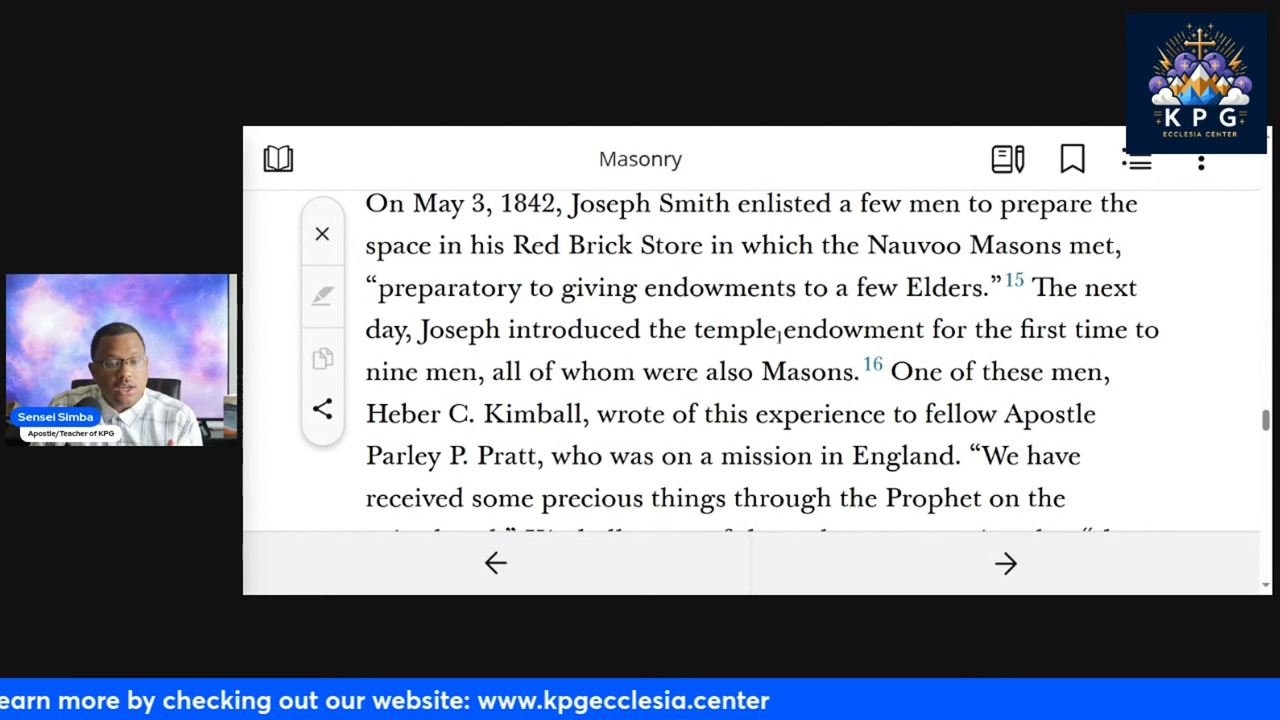 KPG
ECCLESIA CENTER
Masonry
On May 3, 1842, Joseph Smith enlisted a few men to prepare the
space in his Red Brick Store in which the Nauvoo Masons met,
“preparatory to giving endowments to a few Elders.”15 The next
day, Joseph introduced the temple endowment for the first time to
nine men, all of whom were also Masons.16 One of these men,
Heber C. Kimball, wrote of this experience to fellow Apostle
Parley P. Pratt, who was on a mission in England. “We have
received some precious things through the Prophet on the
Sensei Simba
Apostle/Teacher of KPG
earn more by checking out our website: www.kpgecclesia.center